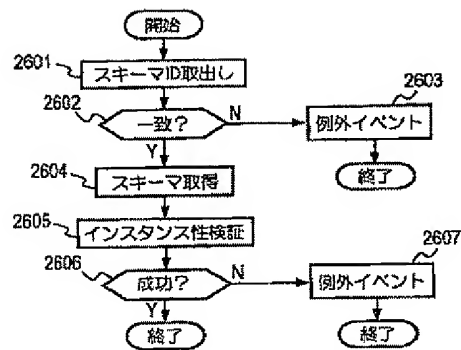 開始
2601
スキーマID取出し
2602
一致?
N
2603
例外イベント
終了
Y
2604
スキーマ取得
2605
インスタンス性検証
2606
成功?
N
2607
例外イベント
終了
Y
終了